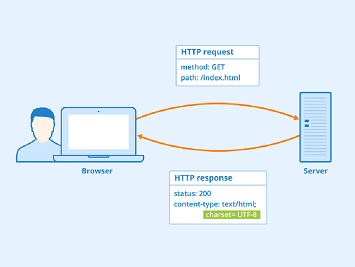 HTTP request
method: GET
path: /index.html
Browser
Server
HTTP response
status: 200
content-type: text/html;
charset= UTF-8